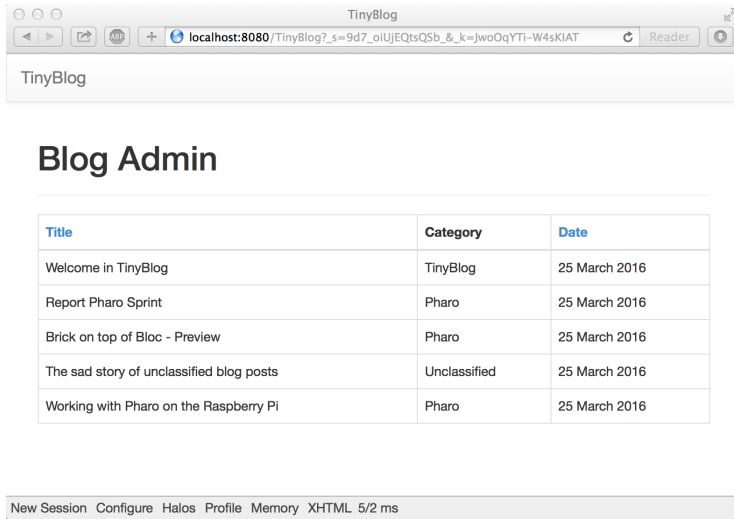 TinyBlog
ABP + localhost:8080/TinyBlog?_s=9d7_oiUjEQtsQSb_&_k=JwoOqYTi-W4sKIAT Reader
TinyBlog
Blog Admin
Title Category Date
Welcome in TinyBlog TinyBlog 25 March 2016
Report Pharo Sprint Pharo 25 March 2016
Brick on top of Bloc - Preview Pharo 25 March 2016
The sad story of unclassified blog posts Unclassified 25 March 2016
Working with Pharo on the Raspberry Pi Pharo 25 March 2016
New Session Configure Halos Profile Memory XHTML 5/2 ms